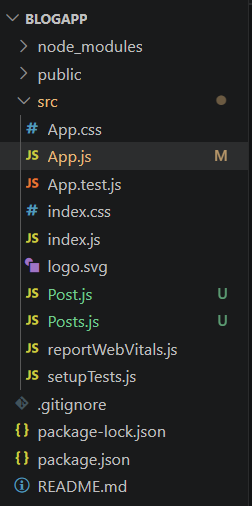 BLOGAPP
node_modules
public
src
# App.css
JS App.js M
JS App.test.js
# index.css
JS index.js
logo.svg
JS Post.js U
JS Posts.js U
JS reportWebVitals.js
JS setupTests.js
.gitignore
{} package-lock.json
{} package.json
README.md